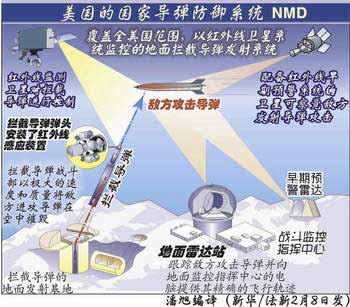 美国的国家导弹防御系统 NMD
覆盖全美国范围，以红外线卫星系
统监控的地面拦截导弹发射系统
红外线监测
卫星对拦截
导弹进行控制
敌方攻击导弹
配备红外线早
期预警系统的
卫星可察觉敌方
发射导弹攻击
拦截导弹弹头
安装了红外线
感应装置
拦截导弹
拦截导弹战斗
部以极大的速
度和质量将敌
方进攻导弹在
空中摧毁
早期预
警雷达
战斗监控
指挥中心
地面雷达站
跟踪敌方攻击导弹并向
地面监控指挥中心的电
脑提供其精确的飞行轨迹
拦截导弹的
地面发射基地
潘旭编译（新华/法新2月8日发）